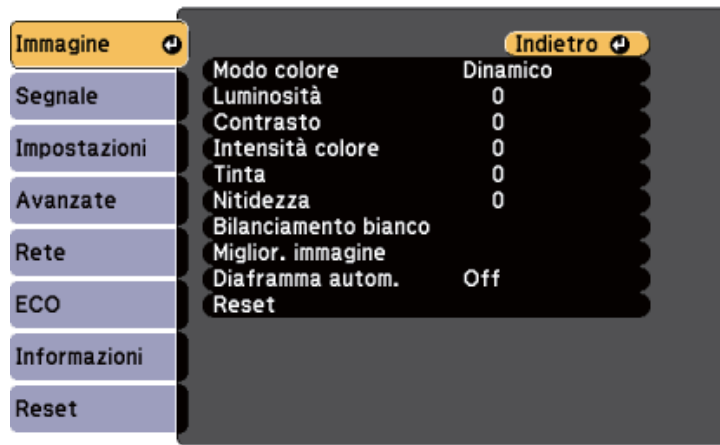 Immagine
Segnale
Impostazioni
Avanzate
Rete
ECO
Informazioni
Reset
Indietro
Modo colore Dinamico
Luminosità 0
Contrasto 0
Intensità colore 0
Tinta 0
Nitidezza 0
Bilanciamento bianco
Miglior. immagine
Diaframma autom. Off
Reset